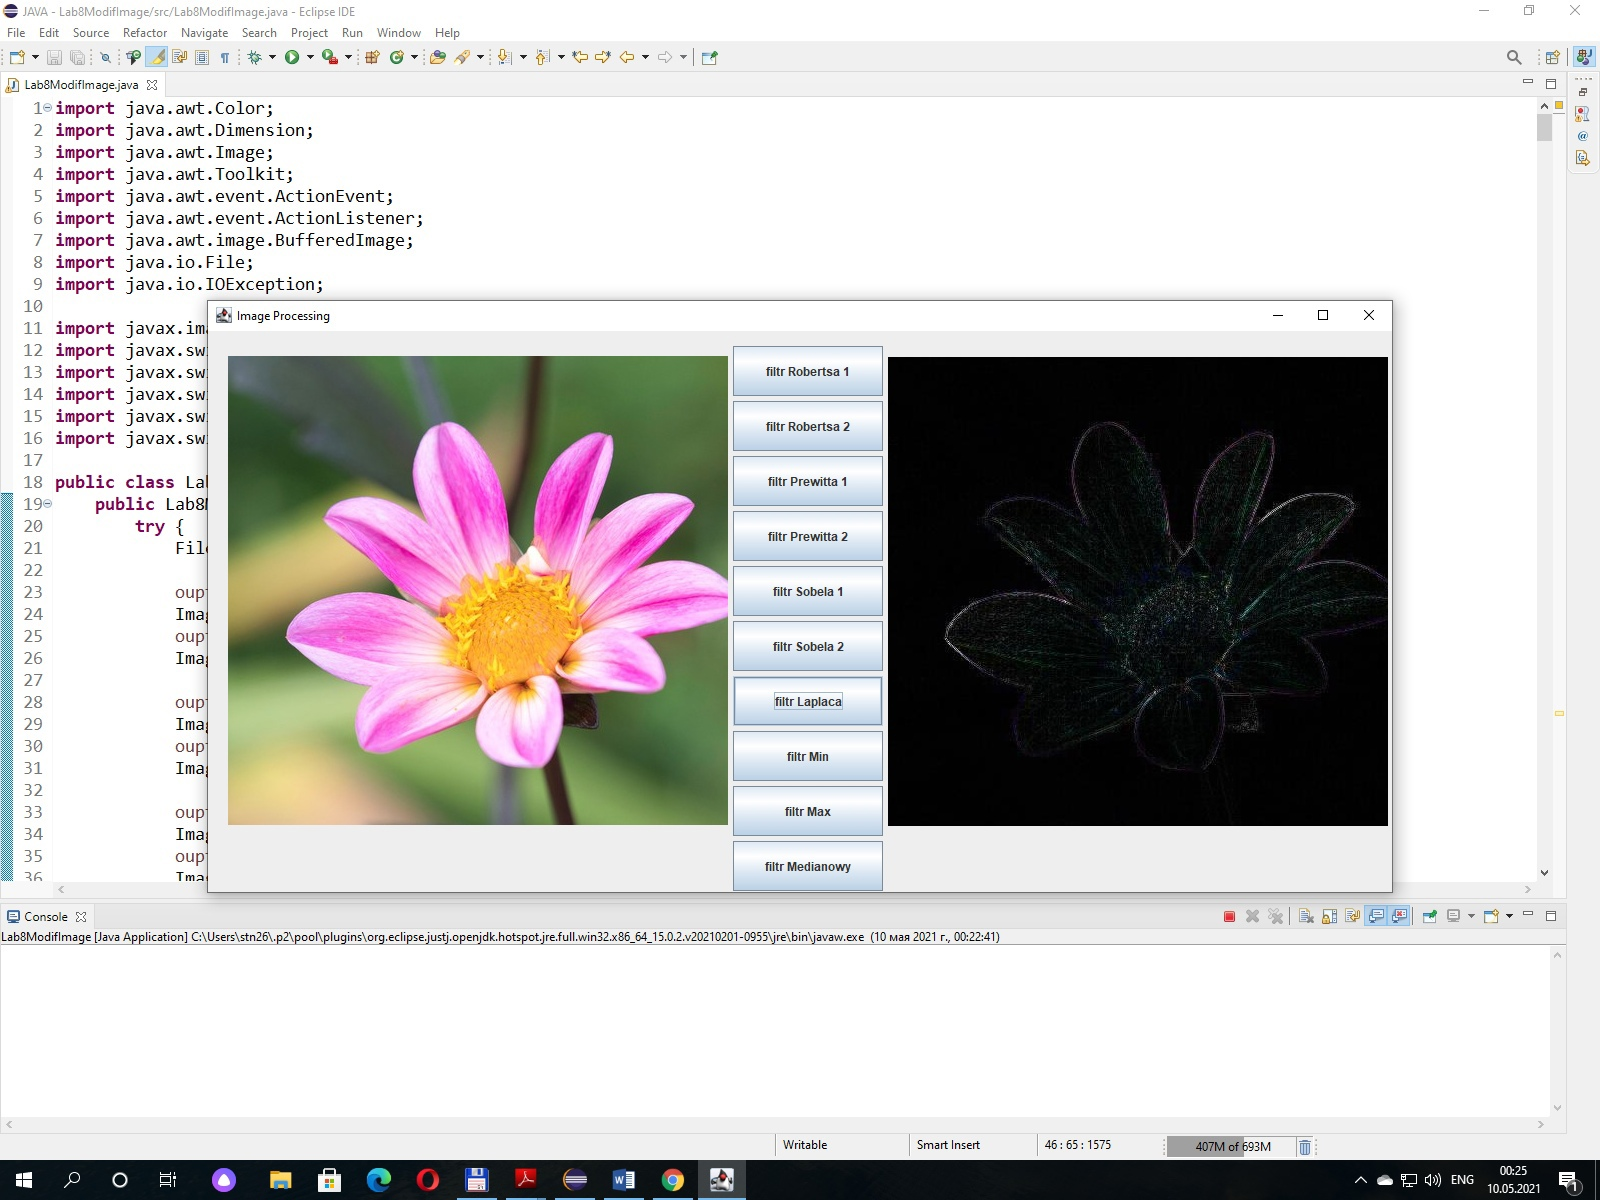 JAVA - Lab8ModifImage/src/Lab8ModifImage.java - Eclipse IDE
File Edit Source Refactor Navigate Search Project Run Window Help
Lab8ModifImage.java
1 import java.awt.Color;
2 import java.awt.Dimension;
3 import java.awt.Image;
4 import java.awt.Toolkit;
5 import java.awt.event.ActionEvent;
6 import java.awt.event.ActionListener;
7 import java.awt.image.BufferedImage;
8 import java.io.File;
9 import java.io.IOException;
10
11 import javax.ima
12 import javax.sw
13 import javax.sw
14 import javax.sw
15 import javax.sw
16 import javax.sw
17
18 public class La
19 public Lab8
20 try {
21 File
22
23 oup
24 Ima
25 oup
26 Ima
27
28 oup
29 Ima
30 oup
31 Ima
32
33 oup
34 Ima
35 oup
36 Ima
Image Processing
filtr Robertsa 1
filtr Robertsa 2
filtr Prewitta 1
filtr Prewitta 2
filtr Sobela 1
filtr Sobela 2
filtr Laplaca
filtr Min
filtr Max
filtr Medianowy
Console
Lab8ModifImage [Java Application] C:\Users\stn26\.p2\pool\plugins\org.eclipse.justj.openjdk.hotspot.jre.full.win32.x86_64_15.0.2.v20210201-0955\jre\bin\javaw.exe (10 мая 2021 г., 00:22:41)
Writable Smart Insert 46 : 65 : 1575 407M of 693M
ENG 00:25
10.05.2021
1